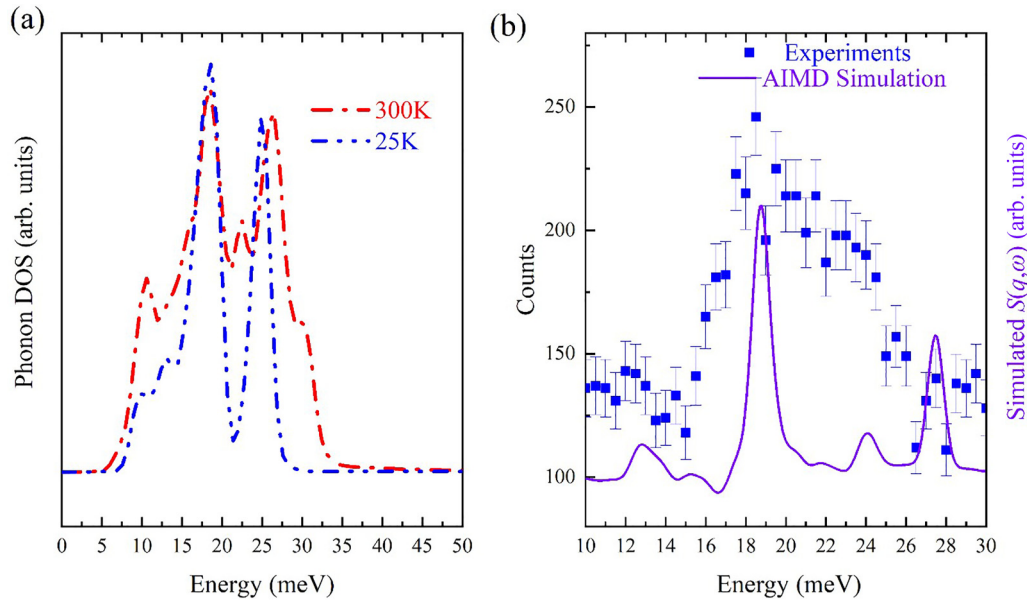 (a)
300K
25K
Phonon DOS (arb. units)
0 5 10 15 20 25 30 35 40 45 50
Energy (meV)
(b)
Experiments
AIMD Simulation
250
200
150
100
Counts
Simulated S(q,ω) (arb. units)
10 12 14 16 18 20 22 24 26 28 30
Energy (meV)